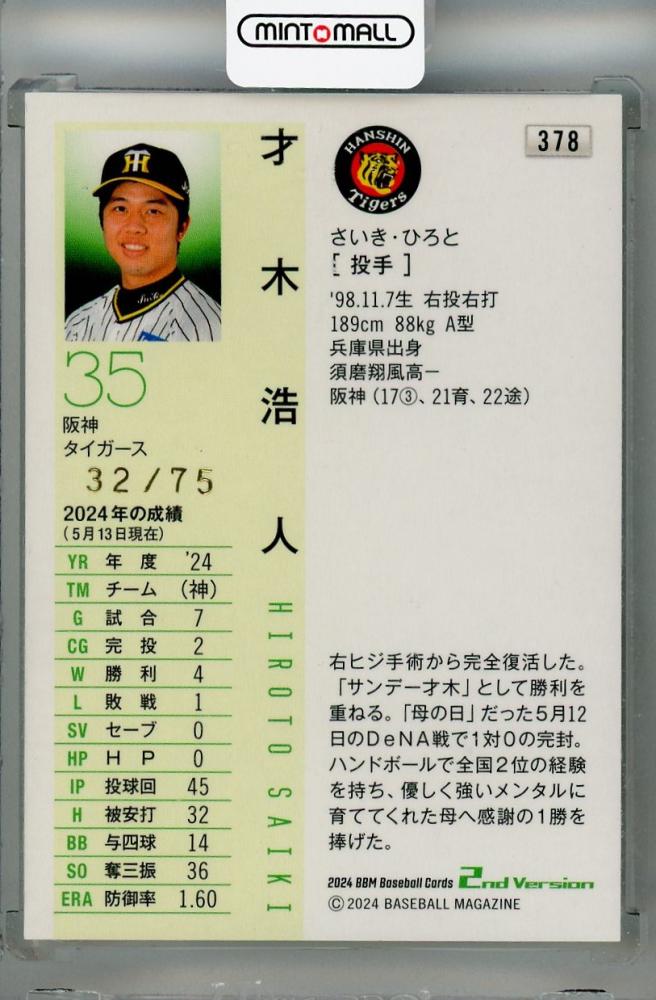 MINTMALL
378
HANSHIN
Tigers
才木浩人
HIROTO SAIKI
さいき・ひろと
[ 投手 ]
'98.11.7生 右投右打
189cm 88kg A型
兵庫県出身
須磨翔風高－
阪神（17③、21育、22途）
35
阪神
タイガース
32/75
2024年の成績
（5月13日現在）
YR 年度 '24
TM チーム （神）
G 試合 7
CG 完投 2
W 勝利 4
L 敗戦 1
SV セーブ 0
HP HP 0
IP 投球回 45
H 被安打 32
BB 与四球 14
SO 奪三振 36
ERA 防御率 1.60
右ヒジ手術から完全復活した。
「サンデー才木」として勝利を
重ねる。「母の日」だった5月12
日のDeNA戦で1対0の完封。
ハンドボールで全国2位の経験
を持ち、優しく強いメンタルに
育ててくれた母へ感謝の1勝を
捧げた。
2024 BBM Baseball Cards 2nd Version
©2024 BASEBALL MAGAZINE